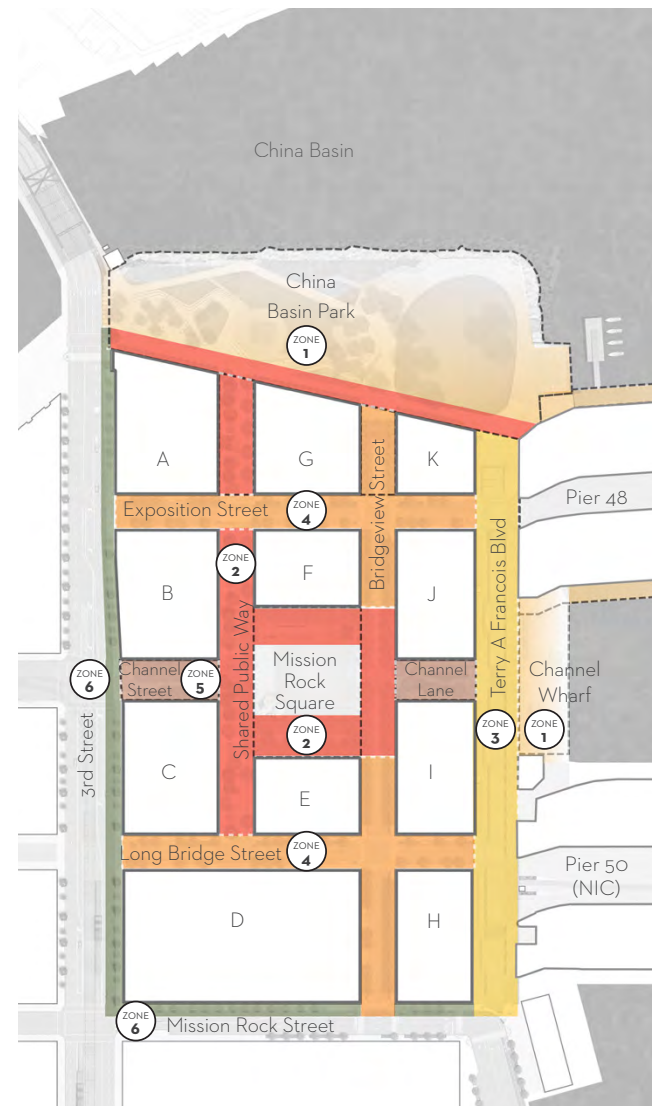 China Basin
China
Basin Park
ZONE
1
A
G
K
Exposition Street
ZONE
4
Bridgeview Street
Pier 48
B
ZONE
2
F
J
Terry A Francois Blvd
Shared Public Way
Mission
Rock
Square
ZONE
6
Channel
Street
ZONE
5
Channel
Lane
Channel
Wharf
3rd Street
ZONE
2
ZONE
3
ZONE
1
C
E
I
Long Bridge Street
ZONE
4
Pier 50
(NIC)
D
H
ZONE
6
Mission Rock Street